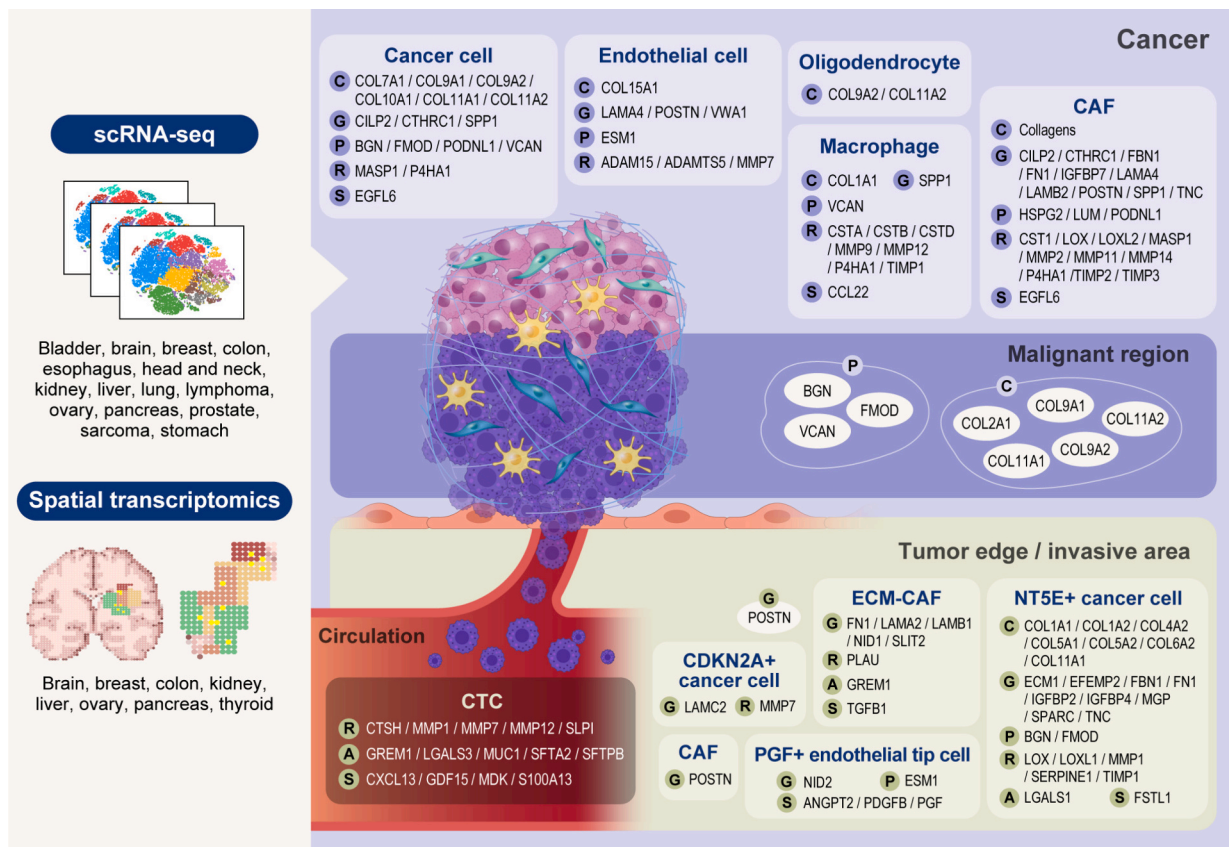 scRNA-seq
Bladder, brain, breast, colon,
esophagus, head and neck,
kidney, liver, lung, lymphoma,
ovary, pancreas, prostate,
sarcoma, stomach
Spatial transcriptomics
Brain, breast, colon, kidney,
liver, ovary, pancreas, thyroid
Cancer
Cancer cell
C COL7A1 / COL9A1 / COL9A2 /
COL10A1 / COL11A1 / COL11A2
G CILP2 / CTHRC1 / SPP1
P BGN / FMOD / PODNL1 / VCAN
R MASP1 / P4HA1
S EGFL6
Endothelial cell
C COL15A1
G LAMA4 / POSTN / VWA1
P ESM1
R ADAM15 / ADAMTS5 / MMP7
Oligodendrocyte
C COL9A2 / COL11A2
Macrophage
C COL1A1 G SPP1
P VCAN
R CSTA / CSTB / CSTD
/ MMP9 / MMP12
/ P4HA1 / TIMP1
S CCL22
CAF
C Collagens
G CILP2 / CTHRC1 / FBN1
/ FN1 / IGFBP7 / LAMA4
/ LAMB2 / POSTN / SPP1 / TNC
P HSPG2 / LUM / PODNL1
R CST1 / LOX / LOXL2 / MASP1
/ MMP2 / MMP11 / MMP14
/ P4HA1 /TIMP2 / TIMP3
S EGFL6
Malignant region
P
BGN
FMOD
VCAN
C
COL9A1
COL2A1
COL11A2
COL9A2
COL11A1
Tumor edge / invasive area
G
POSTN
CDKN2A+
cancer cell
G LAMC2 R MMP7
CAF
G POSTN
ECM-CAF
G FN1 / LAMA2 / LAMB1
/ NID1 / SLIT2
R PLAU
A GREM1
S TGFB1
PGF+ endothelial tip cell
G NID2 P ESM1
S ANGPT2 / PDGFB / PGF
NT5E+ cancer cell
C COL1A1 / COL1A2 / COL4A2
/ COL5A1 / COL5A2 / COL6A2
/ COL11A1
G ECM1 / EFEMP2 / FBN1 / FN1
/ IGFBP2 / IGFBP4 / MGP
/ SPARC / TNC
P BGN / FMOD
R LOX / LOXL1 / MMP1
/ SERPINE1 / TIMP1
A LGALS1 S FSTL1
Circulation
CTC
R CTSH / MMP1 / MMP7 / MMP12 / SLPI
A GREM1 / LGALS3 / MUC1 / SFTA2 / SFTPB
S CXCL13 / GDF15 / MDK / S100A13